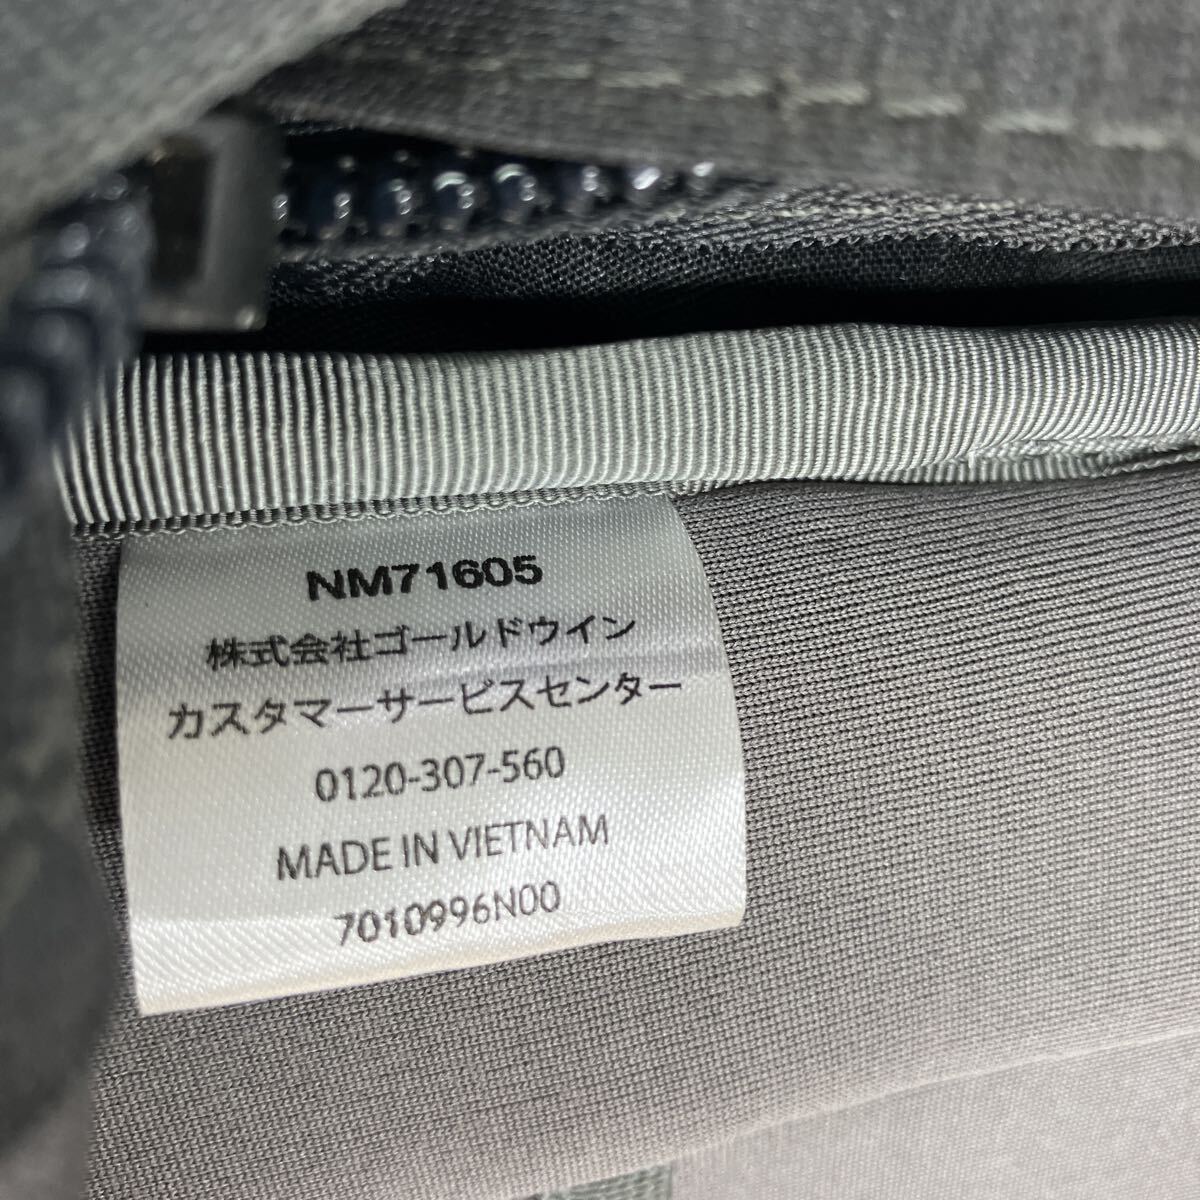 NM71605
株式会社ゴールドウイン
カスタマーサービスセンター
0120-307-560
MADE IN VIETNAM
7010996N00